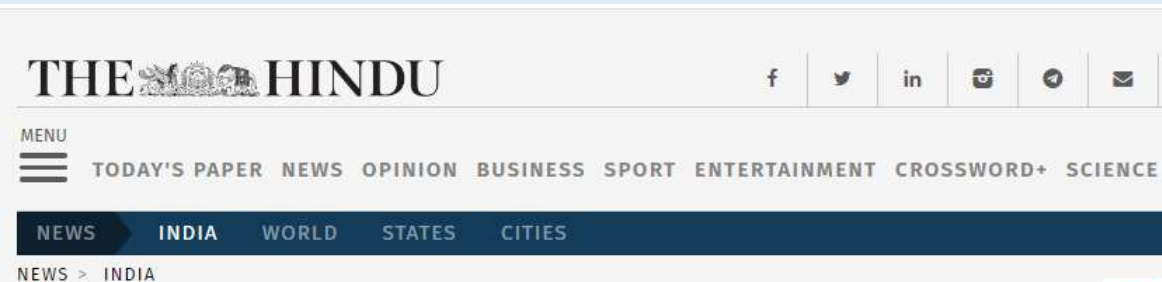 THE HINDU
MENU
TODAY'S PAPER NEWS OPINION BUSINESS SPORT ENTERTAINMENT CROSSWORD+ SCIENCE
NEWS INDIA WORLD STATES CITIES
NEWS > INDIA